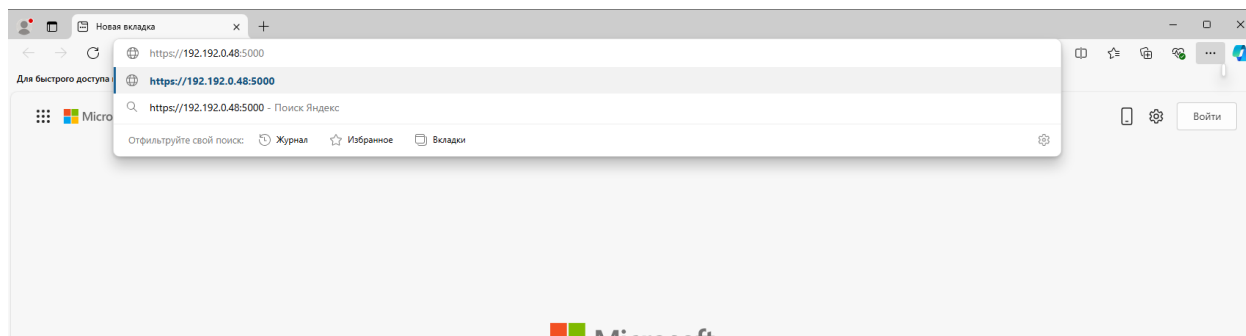 Новая вкладка
https://192.192.0.48:5000
Для быстрого доступа
https://192.192.0.48:5000
https://192.192.0.48:5000 - Поиск Яндекс
Micro
Войти
Отфильтруйте свой поиск: Журнал Избранное Вкладки
Microsoft